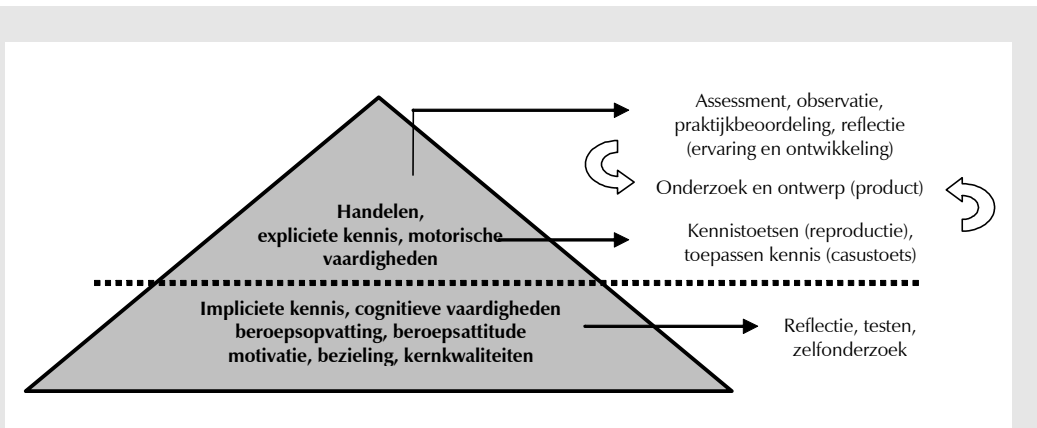 Assessment, observatie,
praktijkbeoordeling, reflectie
(ervaring en ontwikkeling)
Onderzoek en ontwerp (product)
Handelen,
expliciete kennis, motorische
vaardigheden
Kennistoetsen (reproductie),
toepassen kennis (casustoets)
Impliciete kennis, cognitieve vaardigheden
beroepsopvatting, beroepsattitude
motivatie, bezieling, kernkwaliteiten
Reflectie, testen,
zelfonderzoek